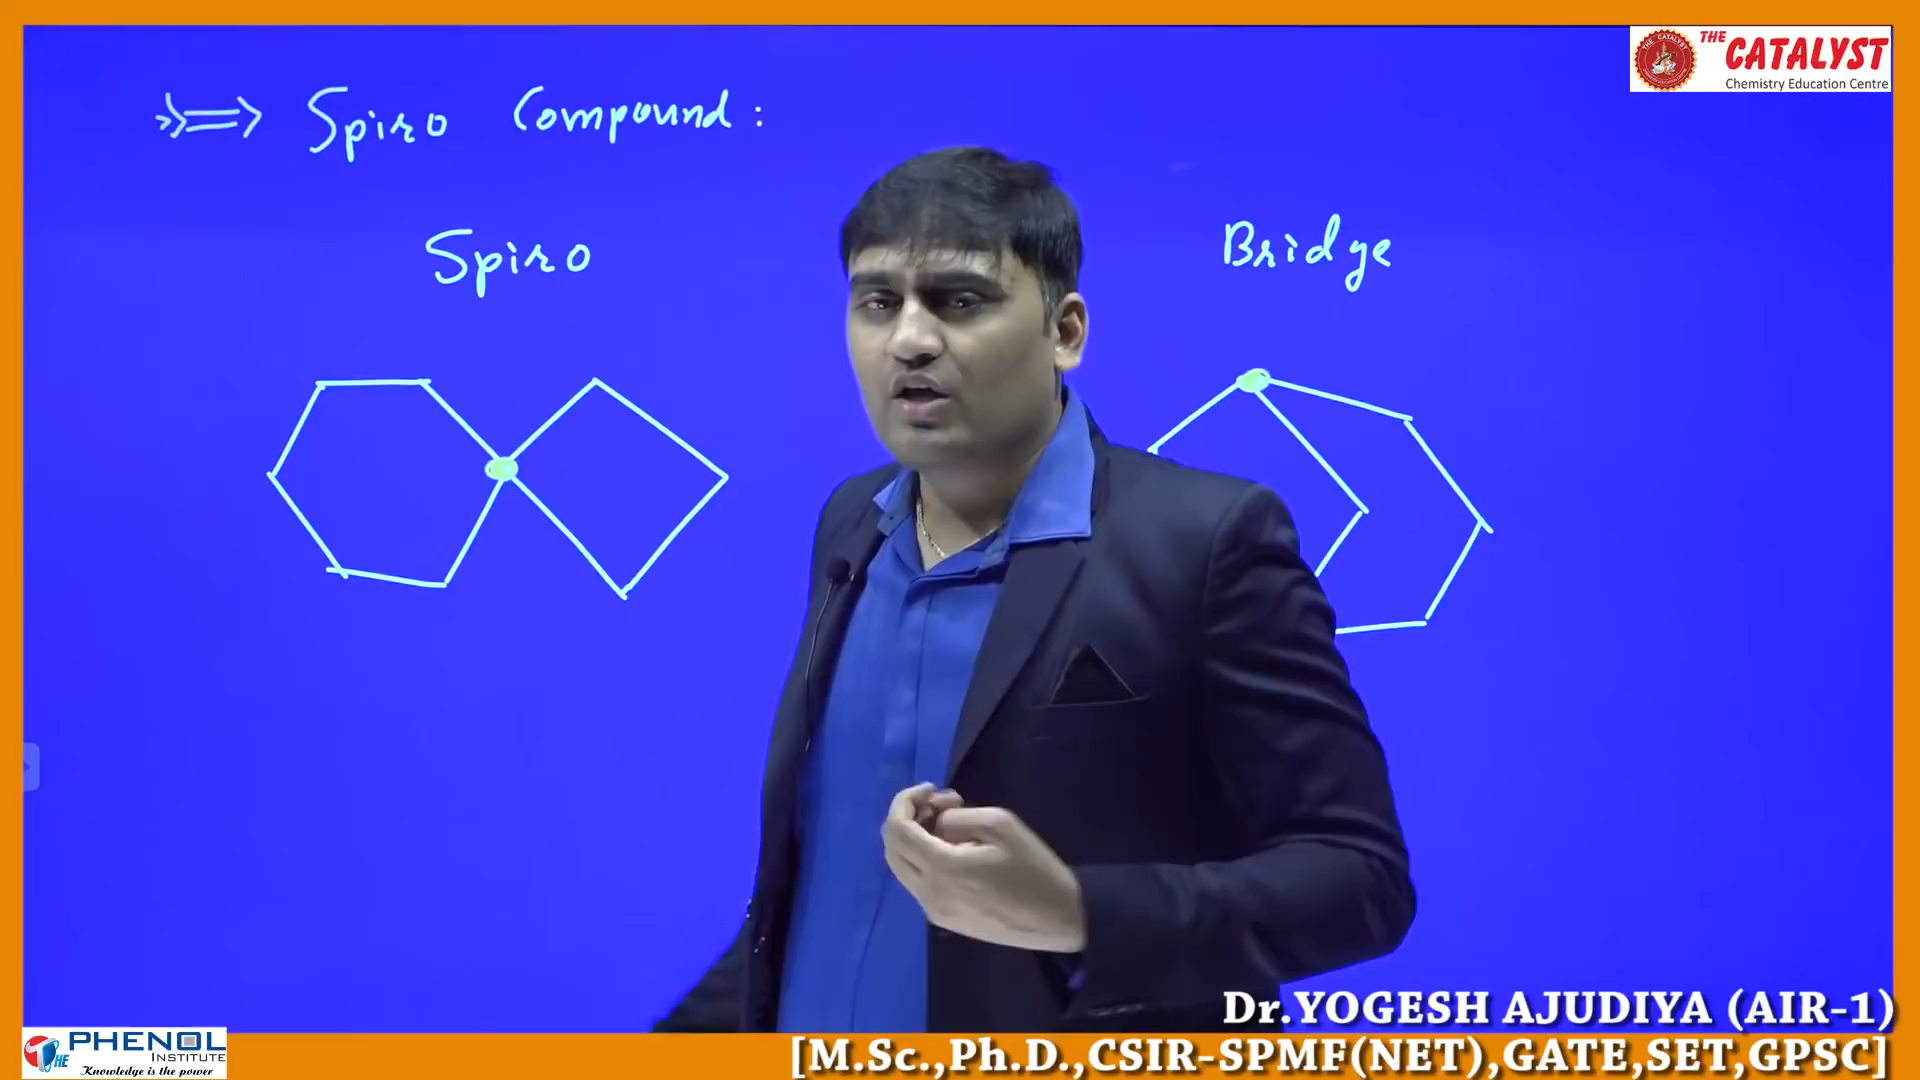 THE
CATALYST
Chemistry Education Centre
Spiro Compound:
Spiro
Bridge
Dr.YOGESH AJUDIYA (AIR-1)
[M.Sc.,Ph.D.,CSIR-SPMF(NET),GATE,SET,GPSC]
THE PHENOL
INSTITUTE
Knowledge is the power